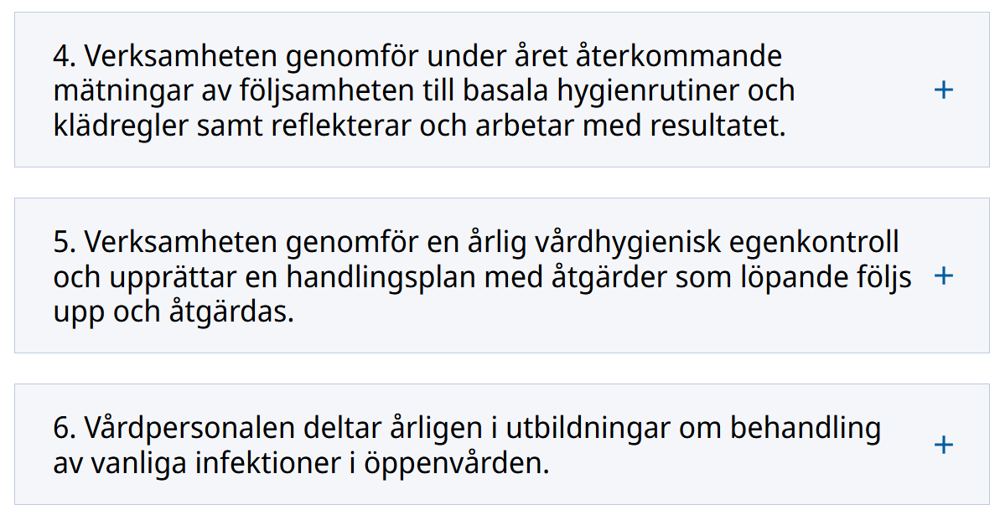 4. Verksamheten genomför under året återkommande
mätningar av följsamheten till basala hygienrutiner och
klädregler samt reflekterar och arbetar med resultatet.
+
5. Verksamheten genomför en årlig vårdhygienisk egenkontroll
och upprättar en handlingsplan med åtgärder som löpande följs
upp och åtgärdas.
+
6. Vårdpersonalen deltar årligen i utbildningar om behandling
av vanliga infektioner i öppenvården.
+